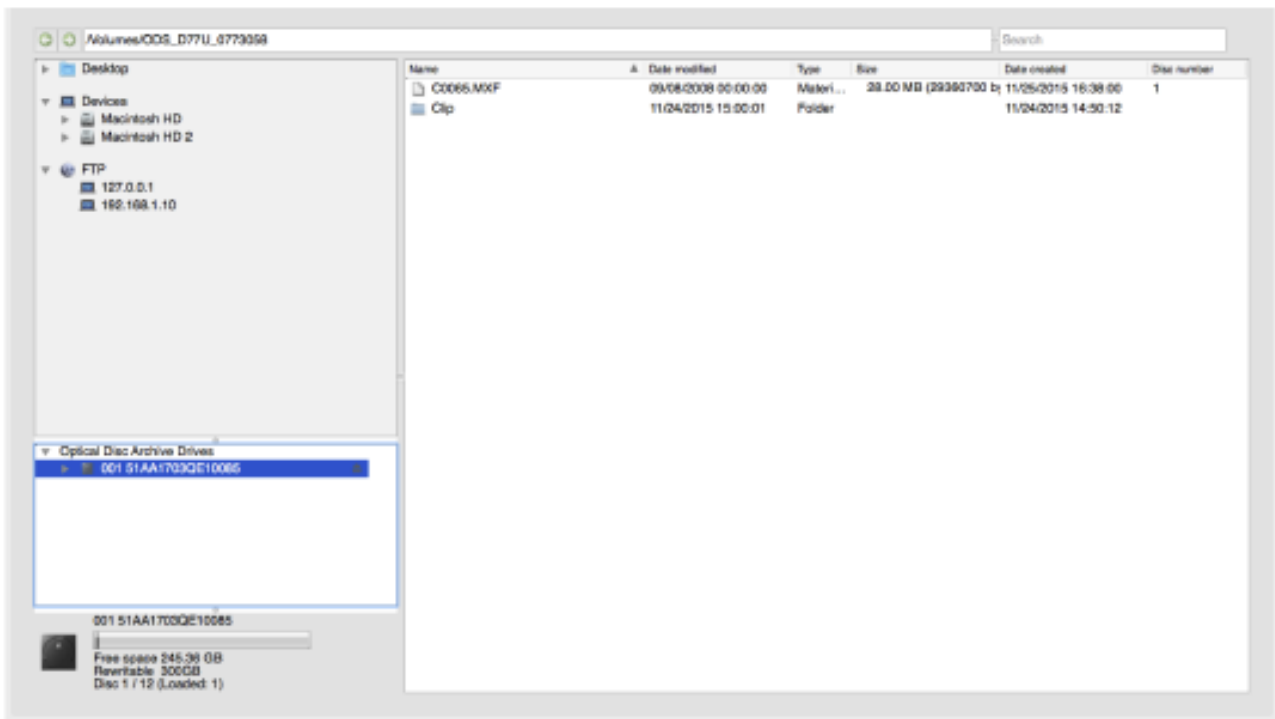 /Volumes/ODS_D77U_0773058
Search
Desktop
Devices
Macintosh HD
Macintosh HD 2
FTP
127.0.0.1
192.168.1.10
Name Date modified Type Size Date created Disc number
C0065.MXF 09/08/2008 00:00:00 Materi... 28.00 MB (29360700 by 11/25/2015 16:38:00 1
Clip 11/24/2015 15:00:01 Folder 11/24/2015 14:50:12
Optical Disc Archive Drives
001 51AA1703QE10085
001 51AA1703QE10085
Free space 245.36 GB
Rewritable 300GB
Disc 1 / 12 (Loaded: 1)